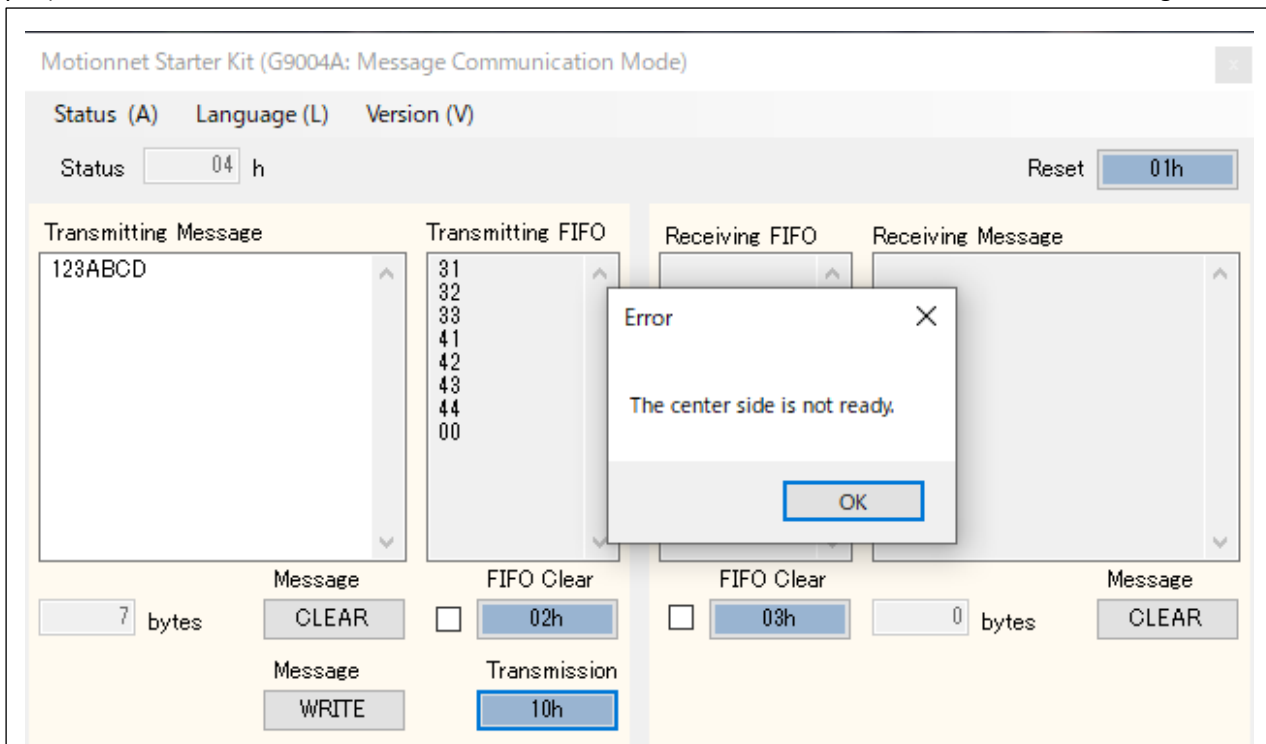 Motionnet Starter Kit (G9004A: Message Communication Mode)
Status (A) Language (L) Version (V)
Status 04 h Reset 01h
Transmitting Message Transmitting FIFO Receiving FIFO Receiving Message
123ABCD
31
32
33
41
42
43
44
00
Error
The center side is not ready.
OK
Message FIFO Clear FIFO Clear Message
7 bytes CLEAR 02h 03h 0 bytes CLEAR
Message Transmission
WRITE 10h